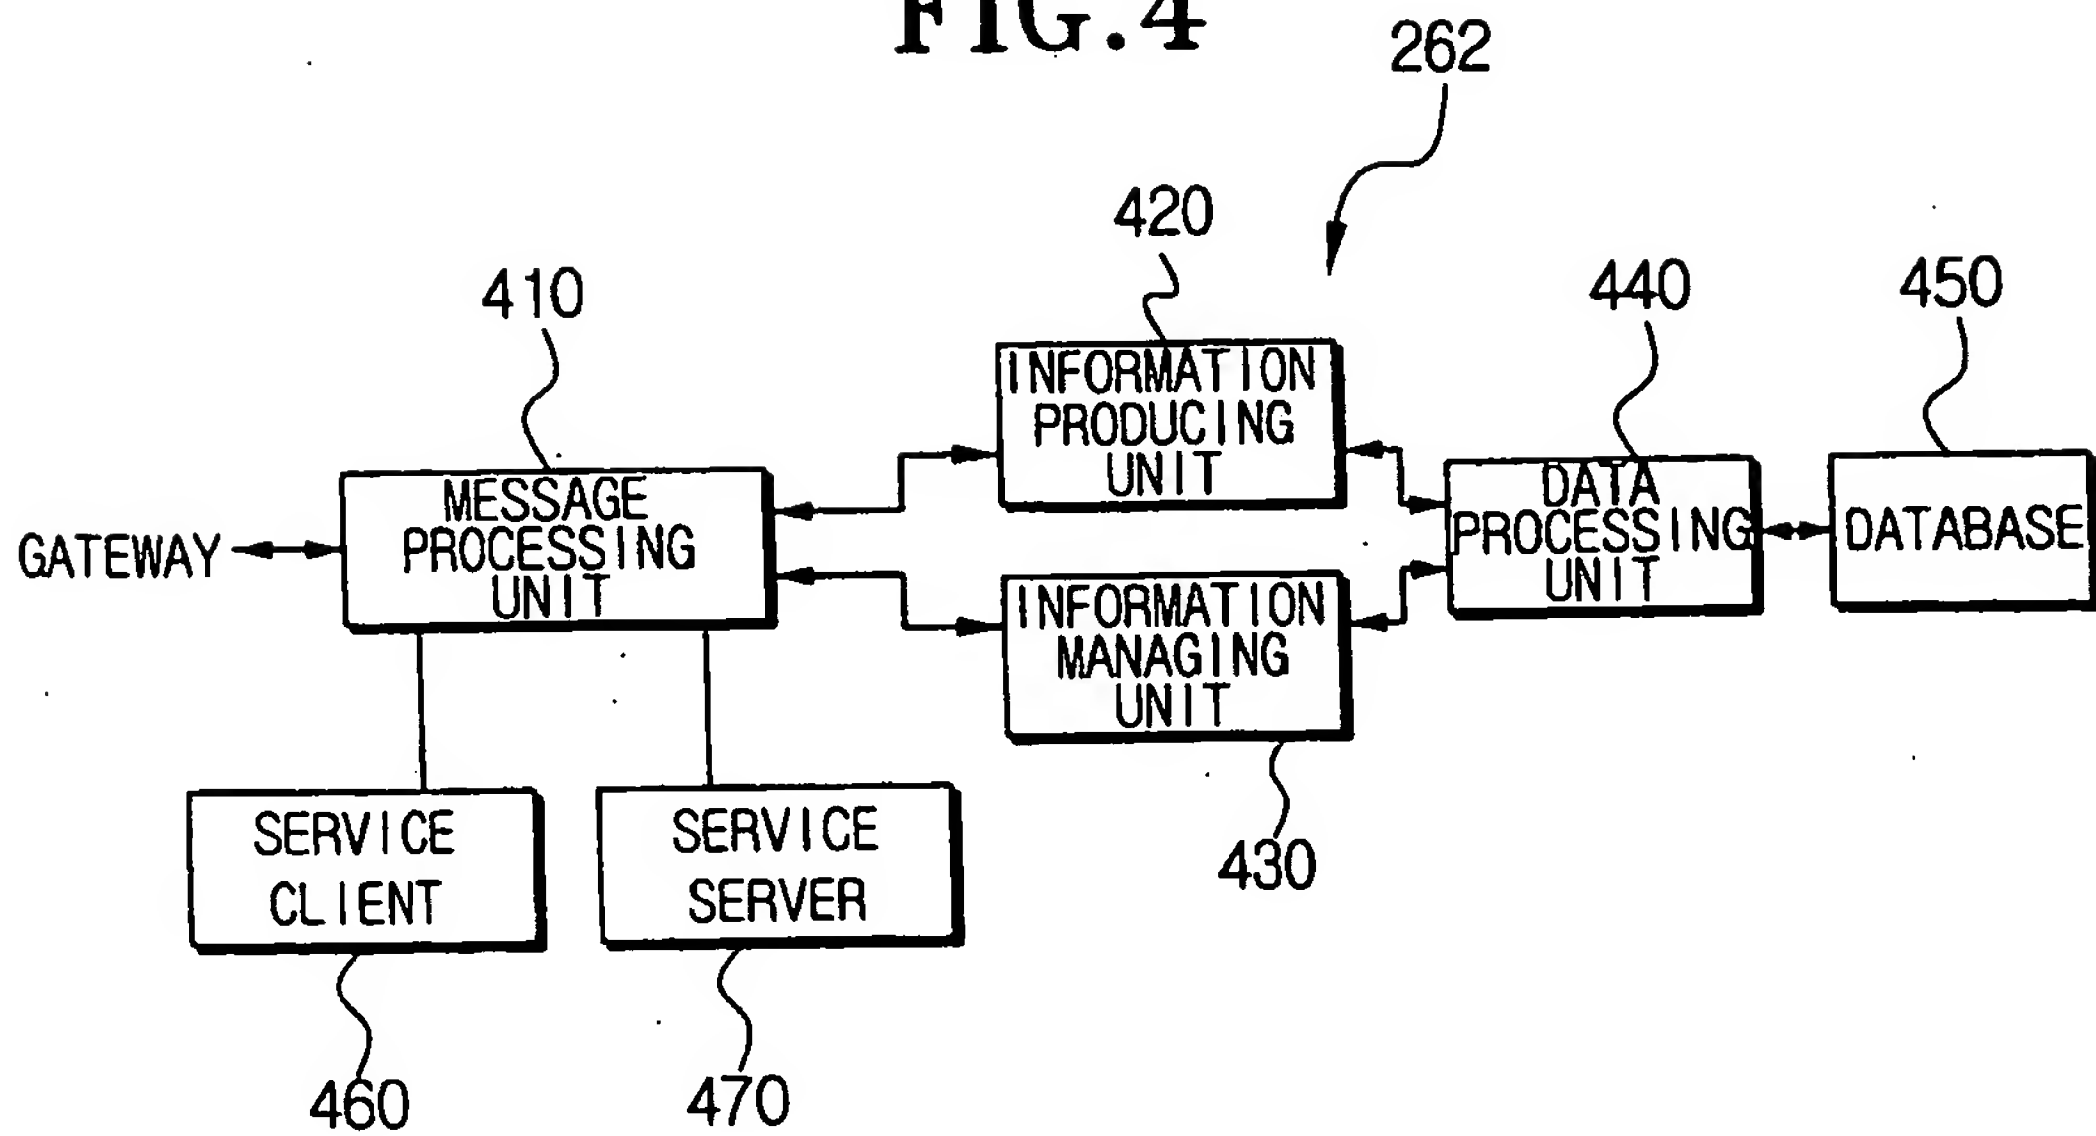 FIG.4
262
420
410
440
450
INFORMATION
PRODUCING
UNIT
MESSAGE
PROCESSING
UNIT
DATA
PROCESSING
UNIT
DATABASE
GATEWAY
INFORMATION
MANAGING
UNIT
SERVICE
CLIENT
SERVICE
SERVER
430
460
470